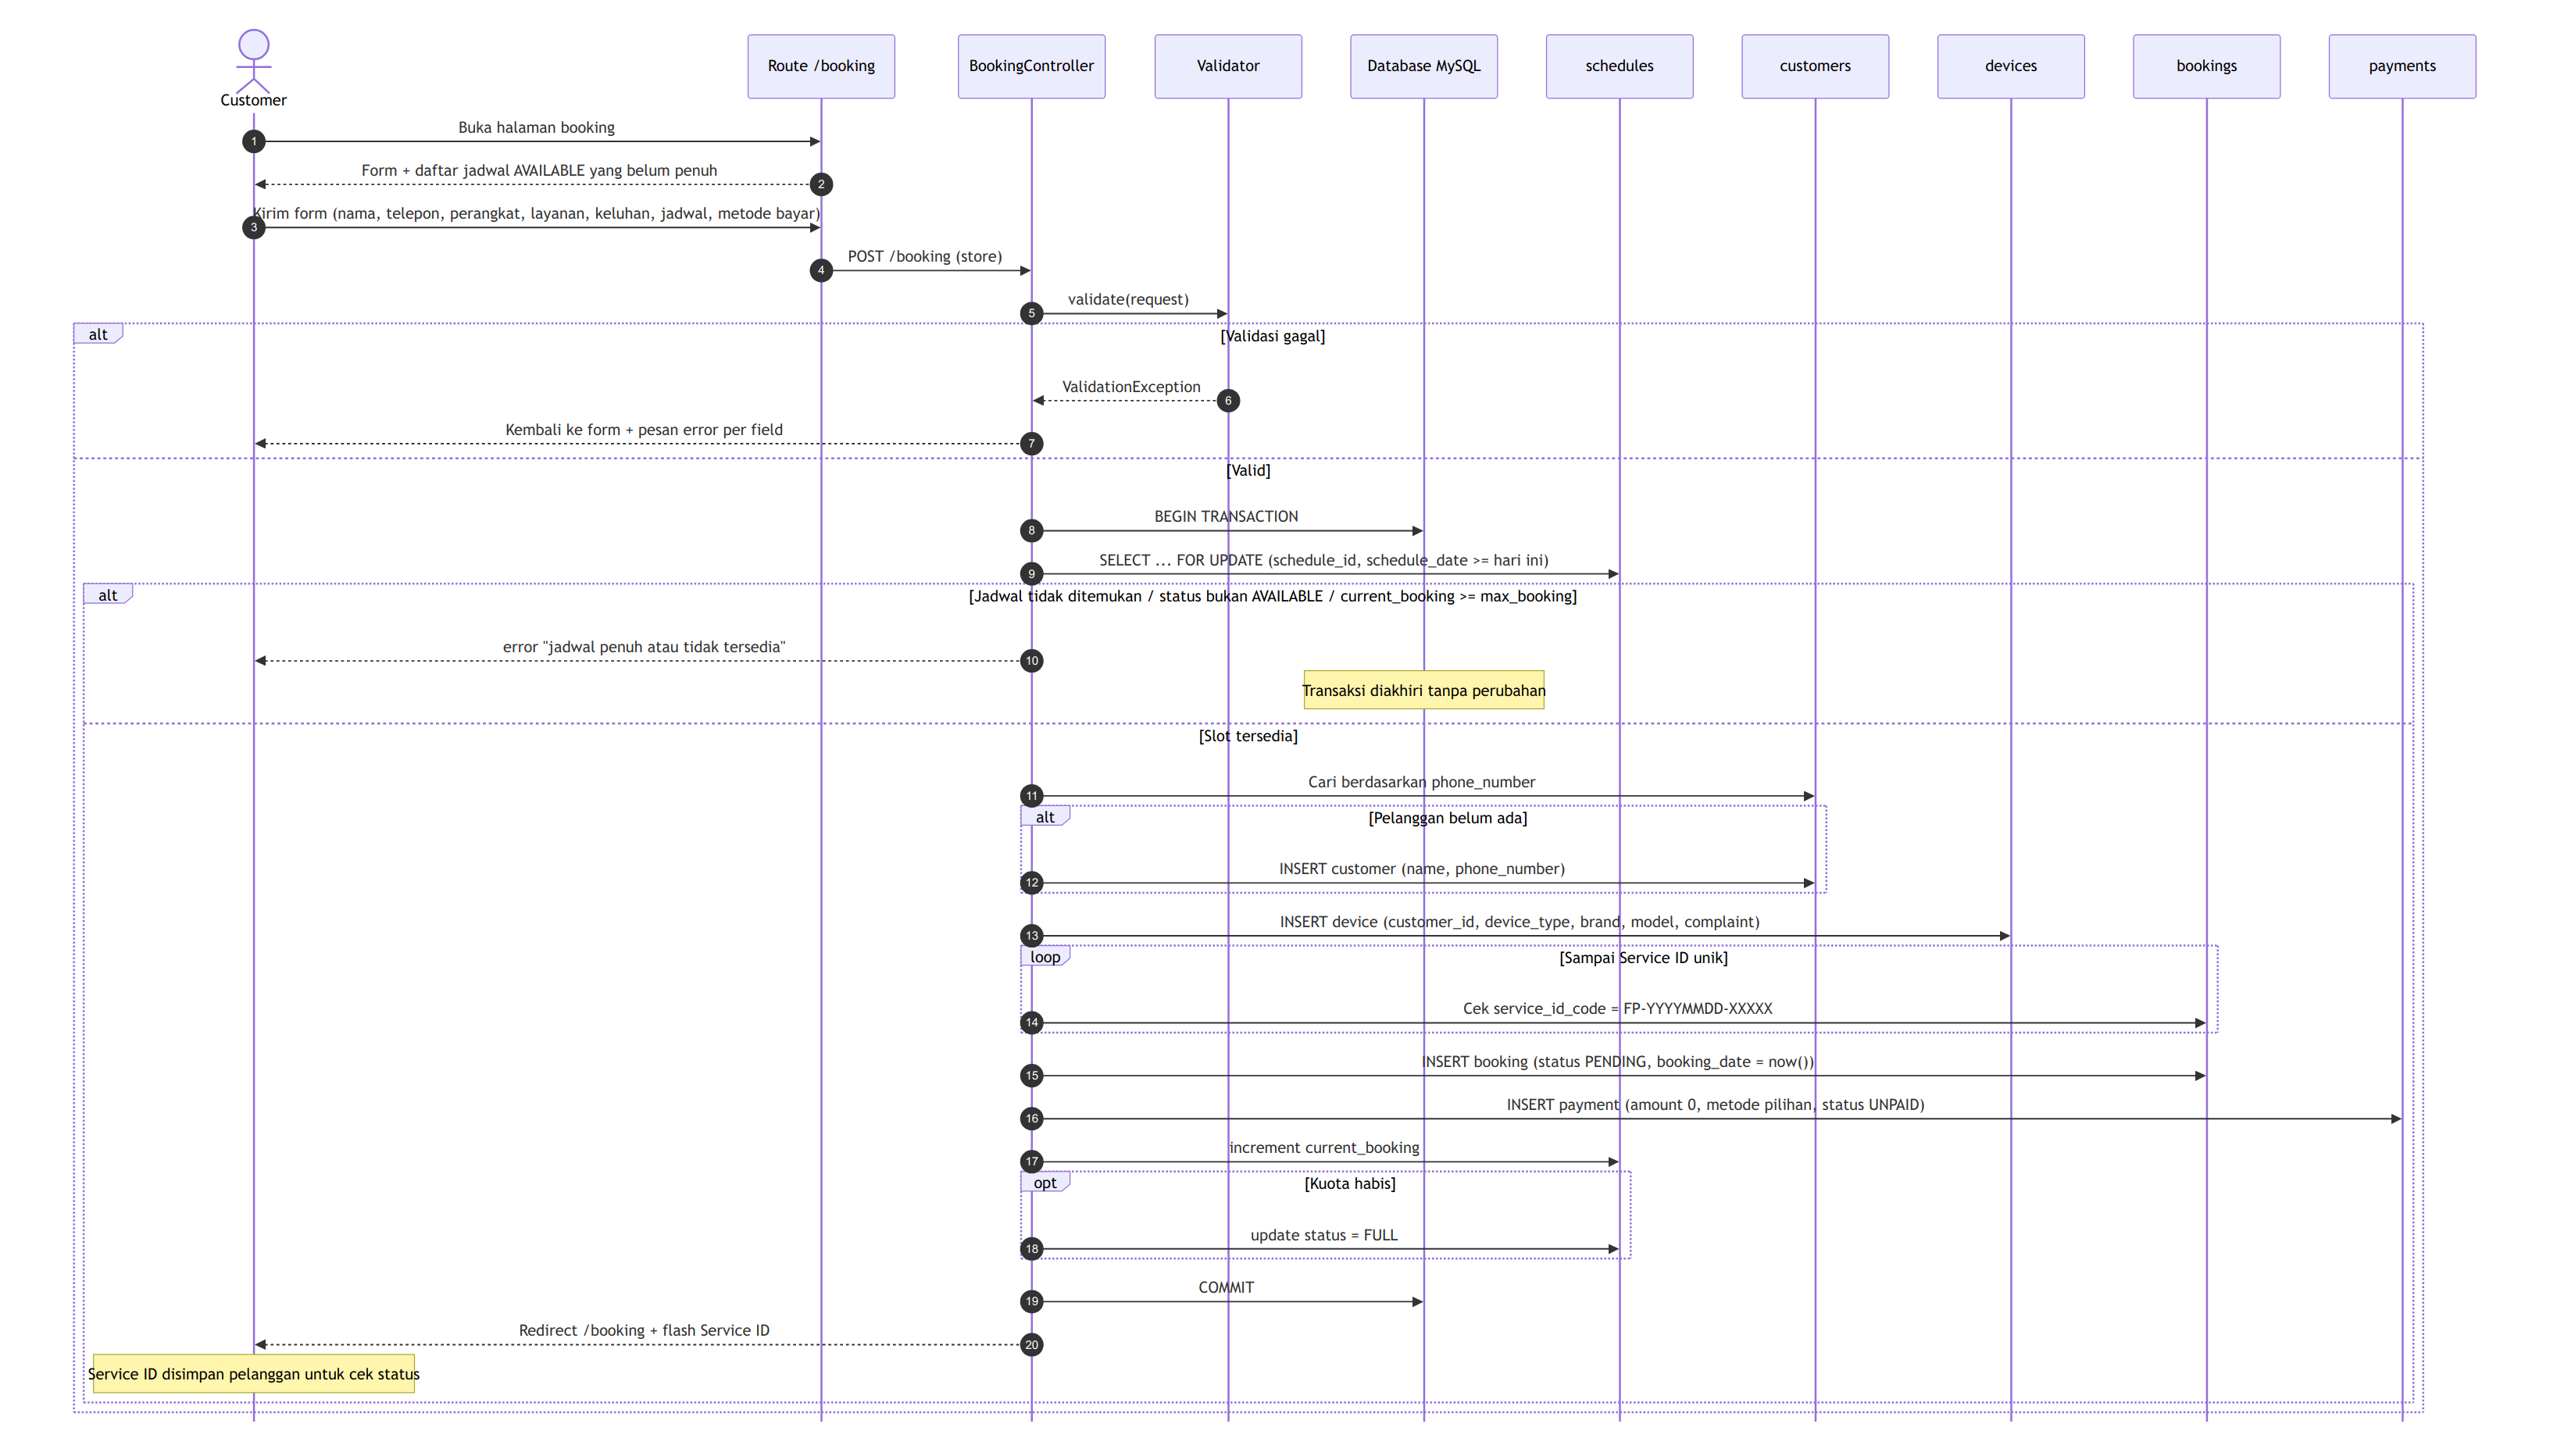 Customer
Route /booking
BookingController
Validator
Database MySQL
schedules
customers
devices
bookings
payments
1
Buka halaman booking
Form + daftar jadwal AVAILABLE yang belum penuh
2
Kirim form (nama, telepon, perangkat, layanan, keluhan, jadwal, metode bayar)
3
POST /booking (store)
4
validate(request)
5
alt
[Validasi gagal]
ValidationException
6
Kembali ke form + pesan error per field
7
[Valid]
BEGIN TRANSACTION
8
SELECT ... FOR UPDATE (schedule_id, schedule_date >= hari ini)
9
alt
[Jadwal tidak ditemukan / status bukan AVAILABLE / current_booking >= max_booking]
error "jadwal penuh atau tidak tersedia"
10
Transaksi diakhiri tanpa perubahan
[Slot tersedia]
Cari berdasarkan phone_number
11
alt
[Pelanggan belum ada]
INSERT customer (name, phone_number)
12
INSERT device (customer_id, device_type, brand, model, complaint)
13
loop
[Sampai Service ID unik]
Cek service_id_code = FP-YYYYMMDD-XXXXX
14
INSERT booking (status PENDING, booking_date = now())
15
INSERT payment (amount 0, metode pilihan, status UNPAID)
16
increment current_booking
17
opt
[Kuota habis]
update status = FULL
18
COMMIT
19
Redirect /booking + flash Service ID
20
Service ID disimpan pelanggan untuk cek status